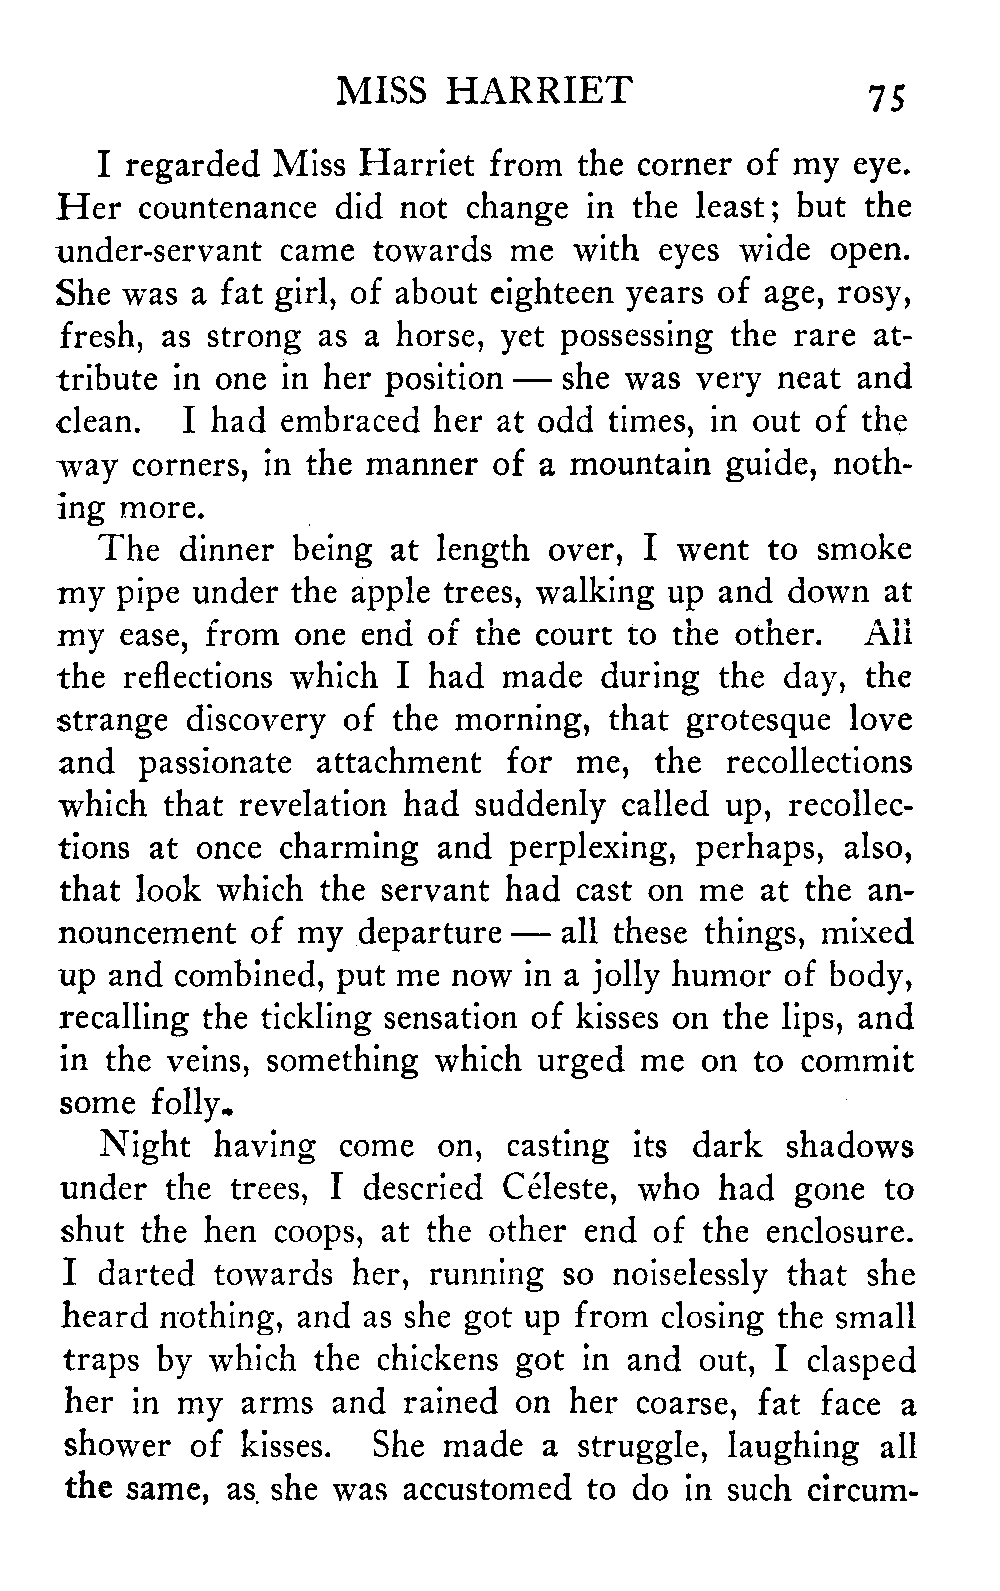 MISS HARRIET 75
I regarded Miss Harriet from the corner of my eye.
Her countenance did not change in the least; but the
under-servant came towards me with eyes wide open.
She was a fat girl, of about eighteen years of age, rosy,
fresh, as strong as a horse, yet possessing the rare at-
tribute in one in her position — she was very neat and
clean. I had embraced her at odd times, in out of the
way corners, in the manner of a mountain guide, noth-
ing more.
The dinner being at length over, I went to smoke
my pipe under the apple trees, walking up and down at
my ease, from one end of the court to the other. All
the reflections which I had made during the day, the
strange discovery of the morning, that grotesque love
and passionate attachment for me, the recollections
which that revelation had suddenly called up, recollec-
tions at once charming and perplexing, perhaps, also,
that look which the servant had cast on me at the an-
nouncement of my departure — all these things, mixed
up and combined, put me now in a jolly humor of body,
recalling the tickling sensation of kisses on the lips, and
in the veins, something which urged me on to commit
some folly.
Night having come on, casting its dark shadows
under the trees, I descried Céleste, who had gone to
shut the hen coops, at the other end of the enclosure.
I darted towards her, running so noiselessly that she
heard nothing, and as she got up from closing the small
traps by which the chickens got in and out, I clasped
her in my arms and rained on her coarse, fat face a
shower of kisses. She made a struggle, laughing all
the same, as she was accustomed to do in such circum-